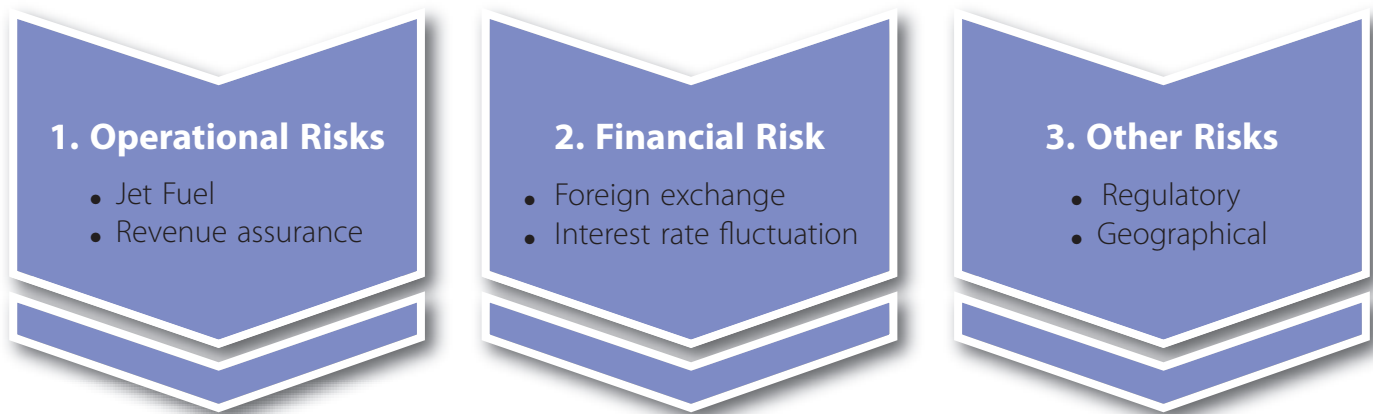 1. Operational Risks
• Jet Fuel
• Revenue assurance
2. Financial Risk
• Foreign exchange
• Interest rate fluctuation
3. Other Risks
• Regulatory
• Geographical